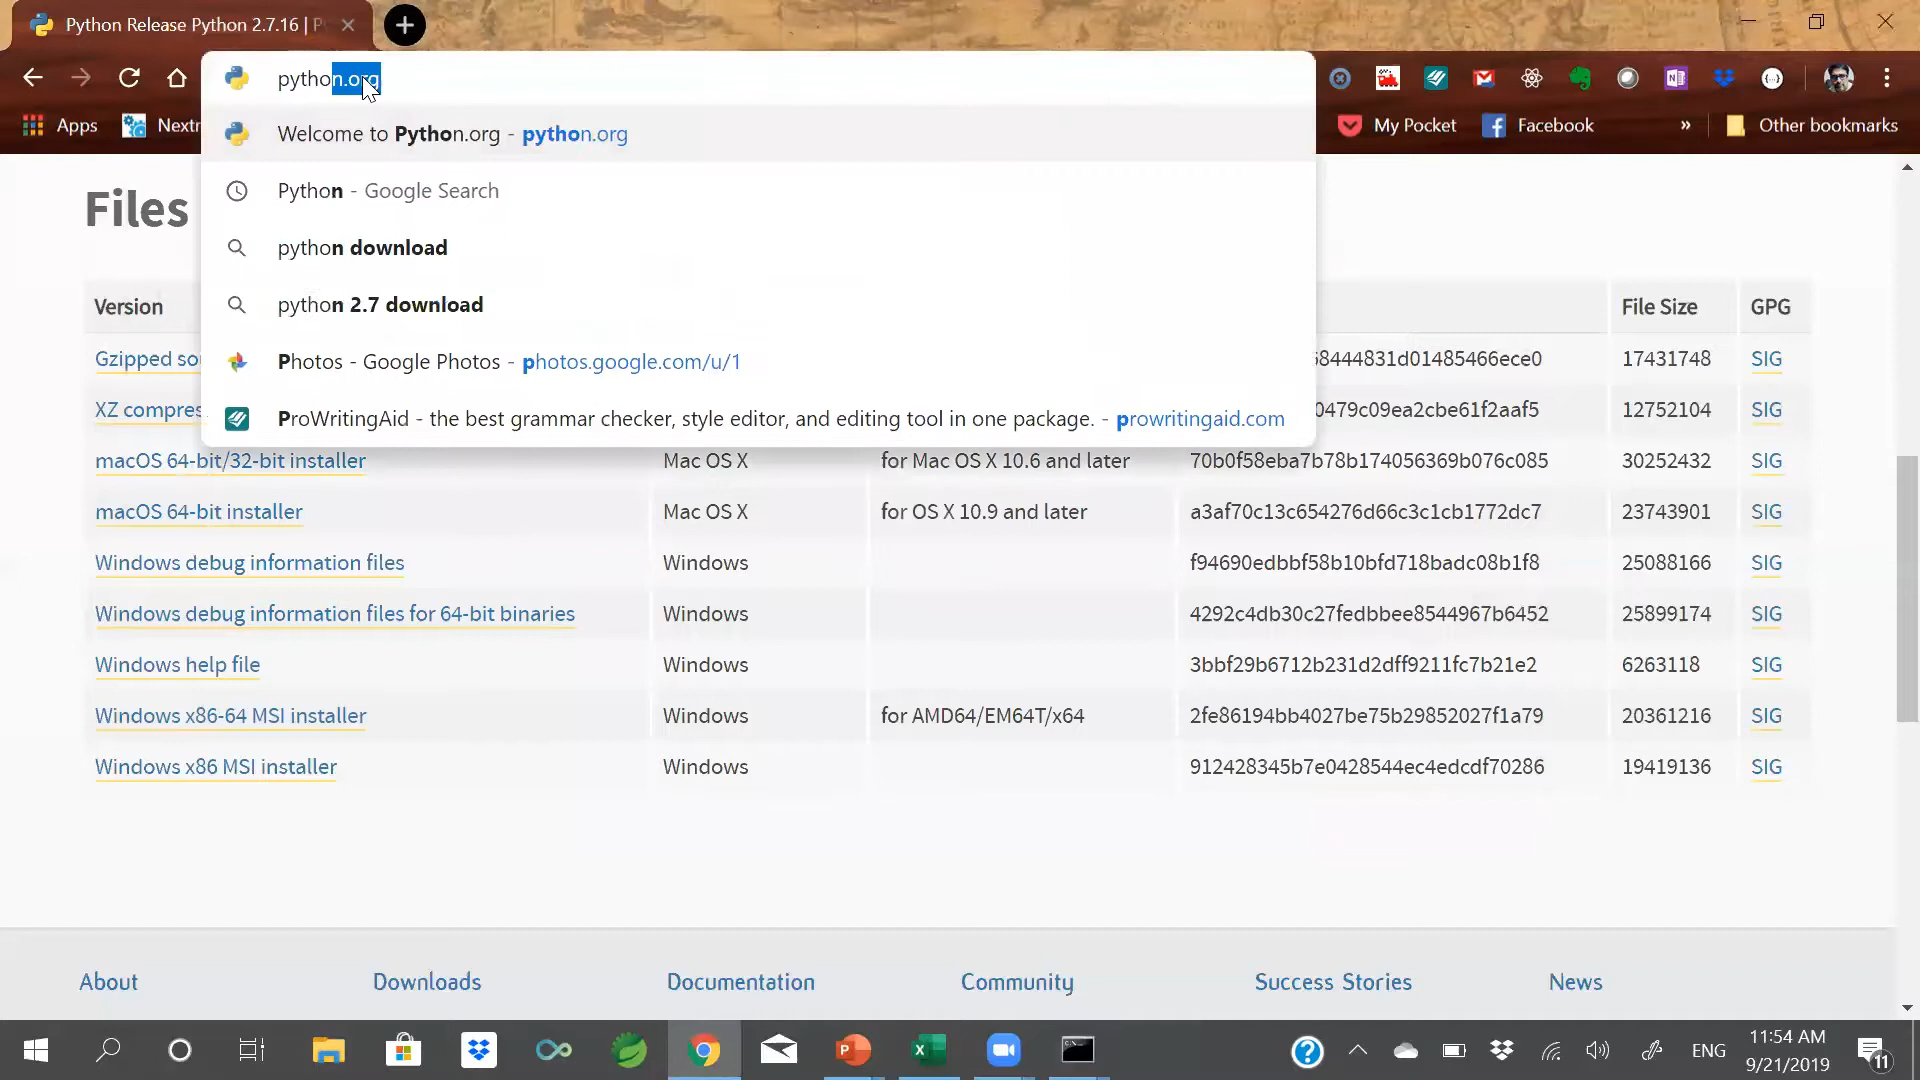 Python Release Python 2.7.16 |
python.org
Welcome to Python.org - python.org
Python - Google Search
python download
python 2.7 download
Photos - Google Photos - photos.google.com/u/1
ProWritingAid - the best grammar checker, style editor, and editing tool in one package. - prowritingaid.com
Apps
My Pocket
Facebook
»
Other bookmarks
Files
Version File Size GPG
Gzipped 68444831d01485466ece0 17431748 SIG
XZ 0479c09ea2cbe61f2aaf5 12752104 SIG
macOS 64-bit/32-bit installer Mac OS X for Mac OS X 10.6 and later 70b0f58eba7b78b174056369b076c085 30252432 SIG
macOS 64-bit installer Mac OS X for OS X 10.9 and later a3af70c13c654276d66c3c1cb1772dc7 23743901 SIG
Windows debug information files Windows f94690edbbf58b10bfd718badc08b1f8 25088166 SIG
Windows debug information files for 64-bit binaries Windows 4292c4db30c27fedbbee8544967b6452 25899174 SIG
Windows help file Windows 3bbf29b6712b231d2dff9211fc7b21e2 6263118 SIG
Windows x86-64 MSI installer Windows for AMD64/EM64T/x64 2fe86194bb4027be75b29852027f1a79 20361216 SIG
Windows x86 MSI installer Windows 912428345b7e0428544ec4edcdf70286 19419136 SIG
About Downloads Documentation Community Success Stories News
ENG
11:54 AM
9/21/2019
11